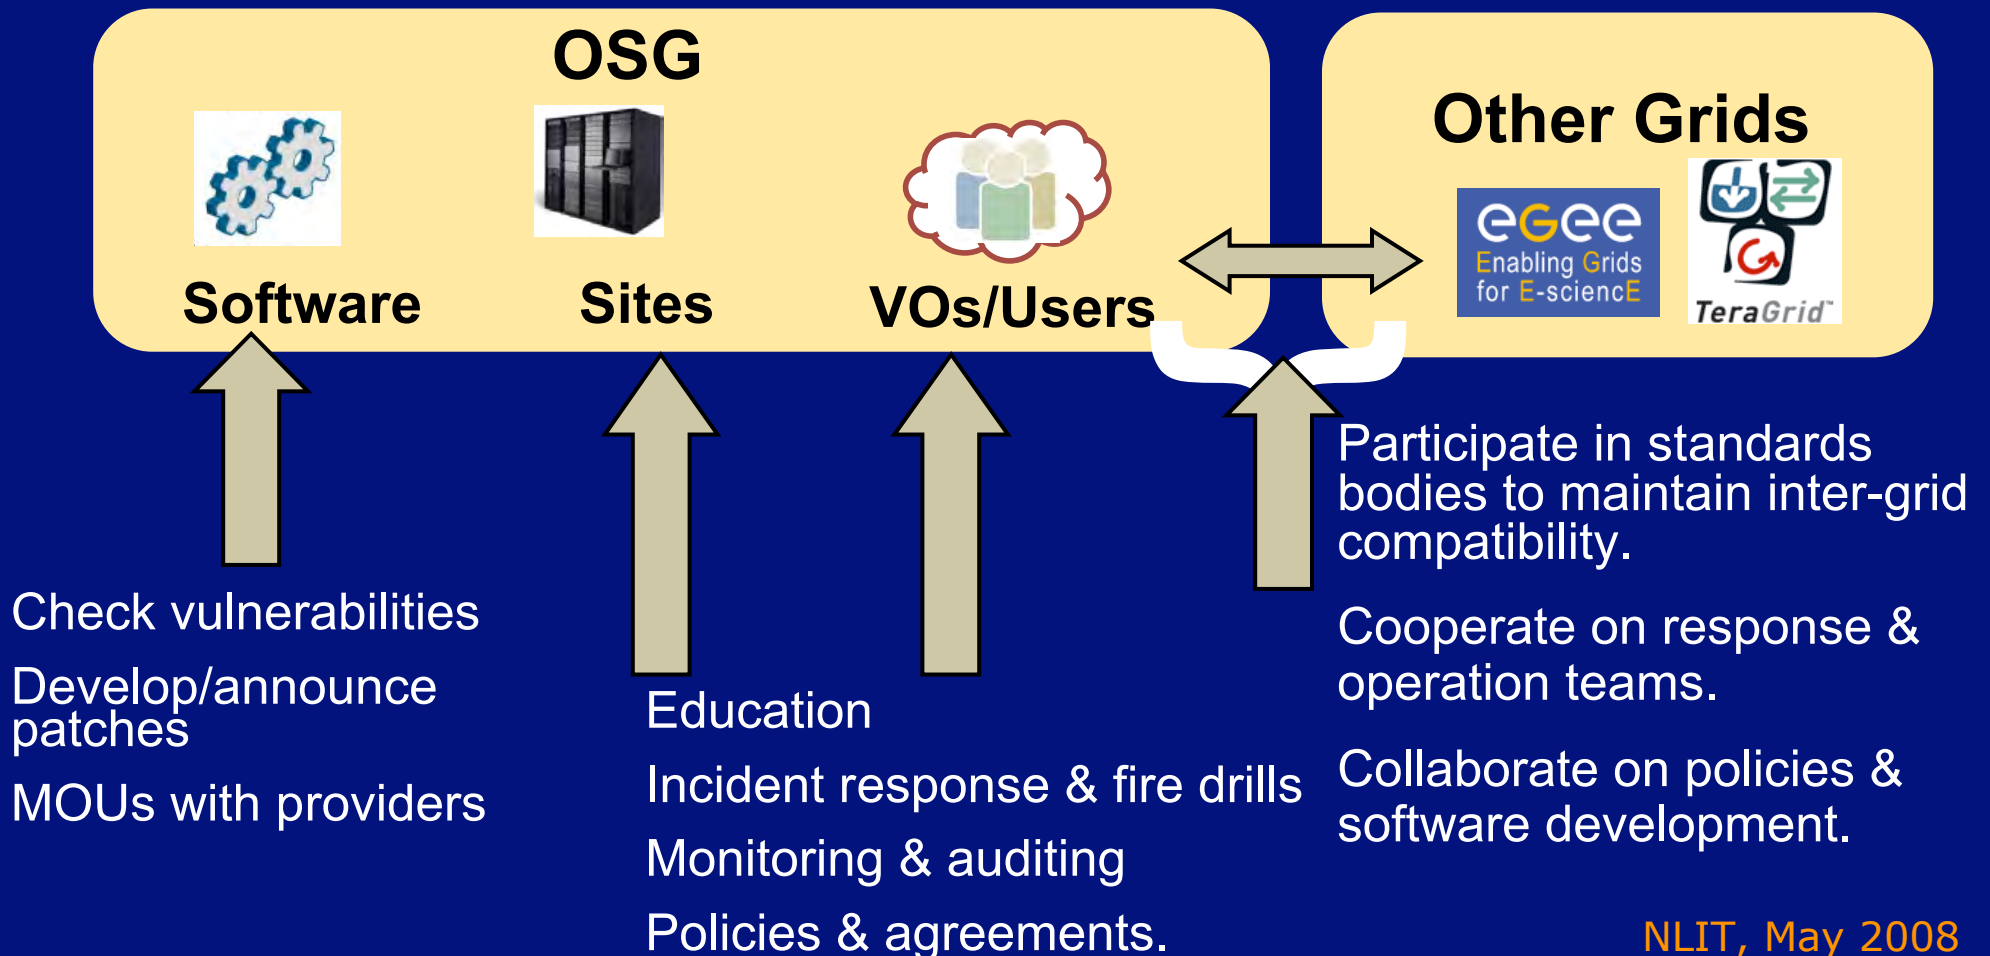 OSG
Software
Sites
VOs/Users
Other Grids
eGee
Enabling Grids
for E-sciencE
TeraGrid™
Check vulnerabilities
Develop/announce
patches
MOUs with providers
Education
Incident response & fire drills
Monitoring & auditing
Policies & agreements.
Participate in standards
bodies to maintain inter-grid
compatibility.
Cooperate on response &
operation teams.
Collaborate on policies &
software development.
NLIT, May 2008